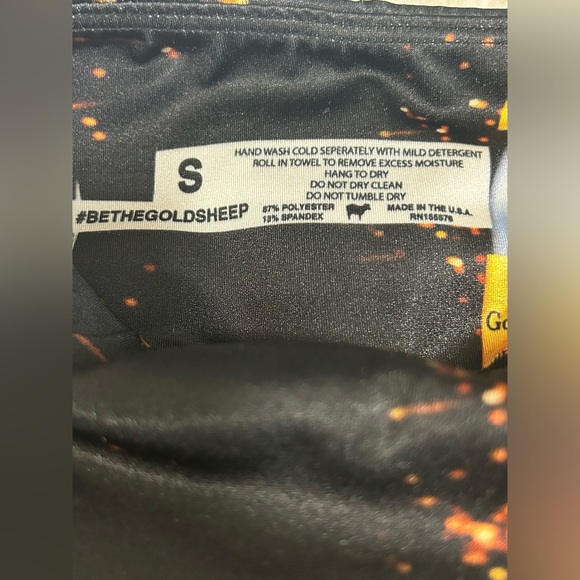 S
HAND WASH COLD SEPERATELY WITH MILD DETERGENT
ROLL IN TOWEL TO REMOVE EXCESS MOISTURE
HANG TO DRY
DO NOT DRY CLEAN
DO NOT TUMBLE DRY
#BETHEGOLDSHEEP
87% POLYESTER
13% SPANDEX
MADE IN THE U.S.A.
RN155576